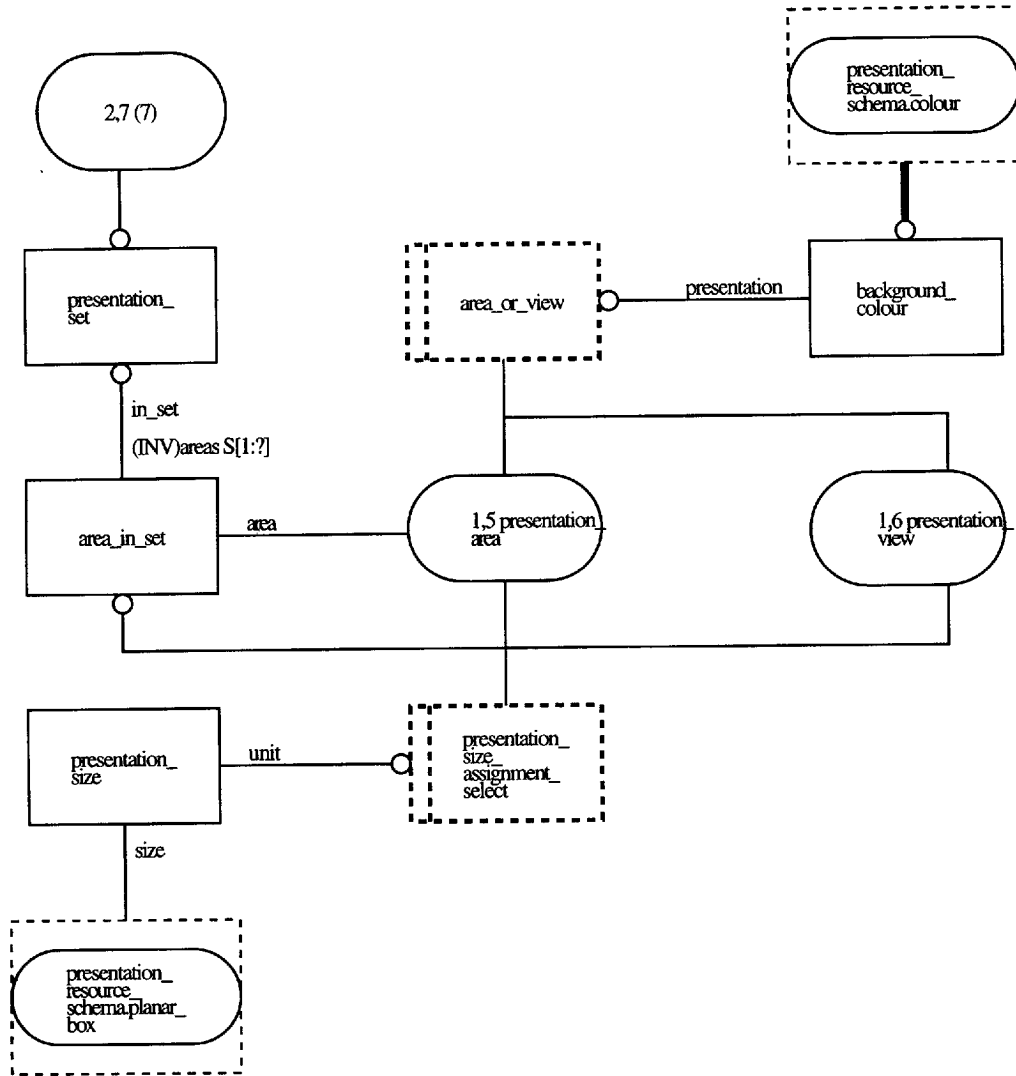 presentation_
resource_
schema.colour
2,7 (7)
presentation_
set
area_or_view
presentation
background_
colour
in_set
(INV)areas S[1:?]
area_in_set
area
1,5 presentation_
area
1,6 presentation_
view
presentation_
size
unit
presentation_
size_
assignment_
select
size
presentation_
resource_
schema.planar_
box